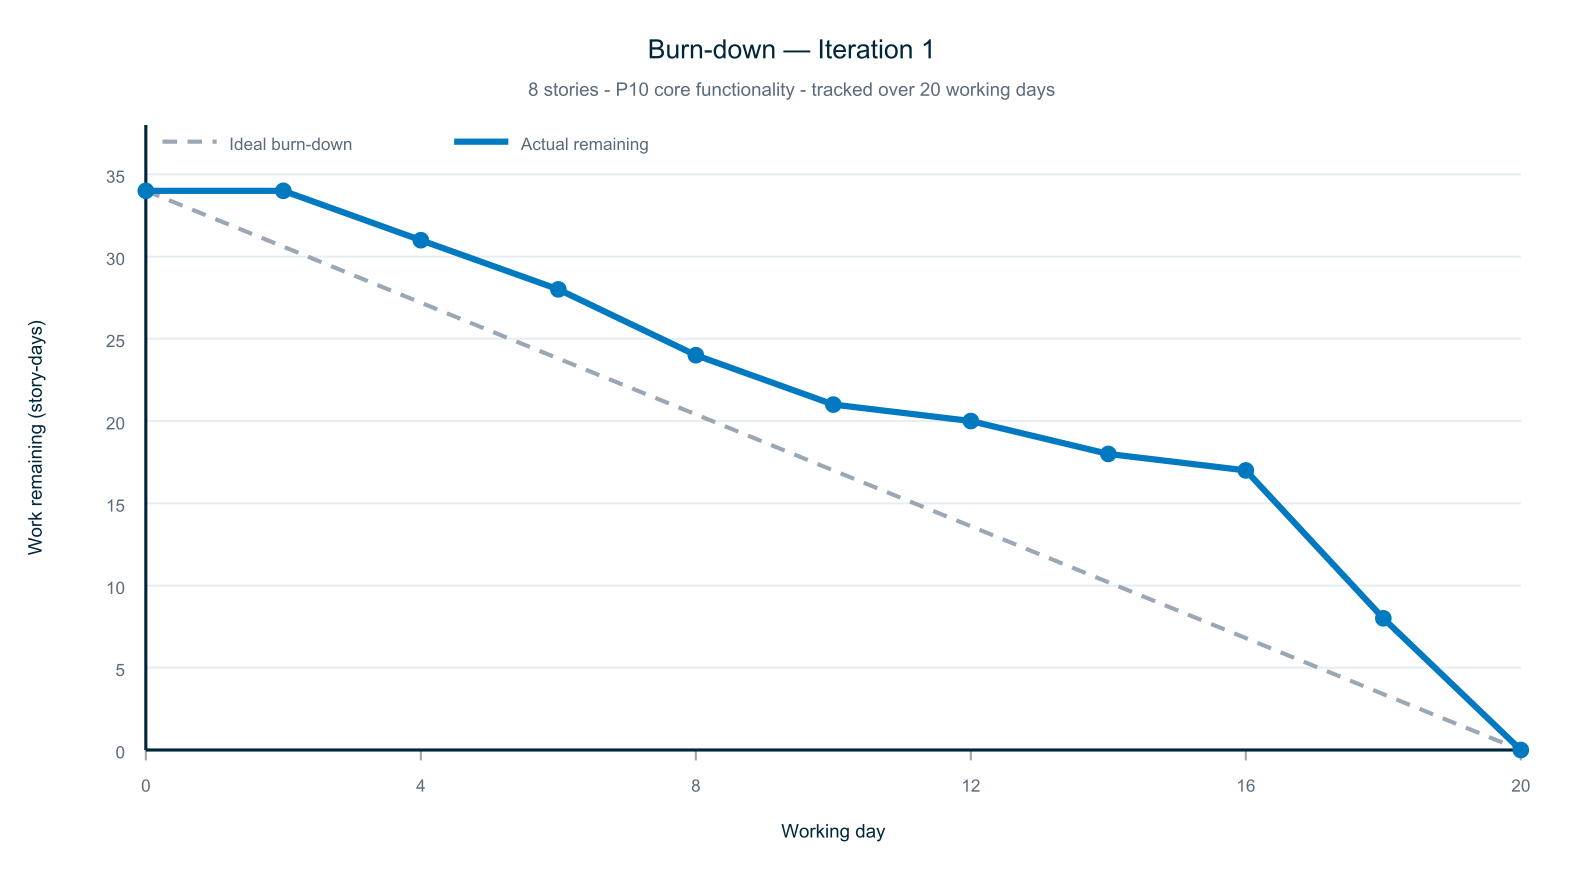 Burn-down — Iteration 1
8 stories - P10 core functionality - tracked over 20 working days
Ideal burn-down
Actual remaining
35
30
25
20
15
10
5
0
Work remaining (story-days)
0
4
8
12
16
20
Working day